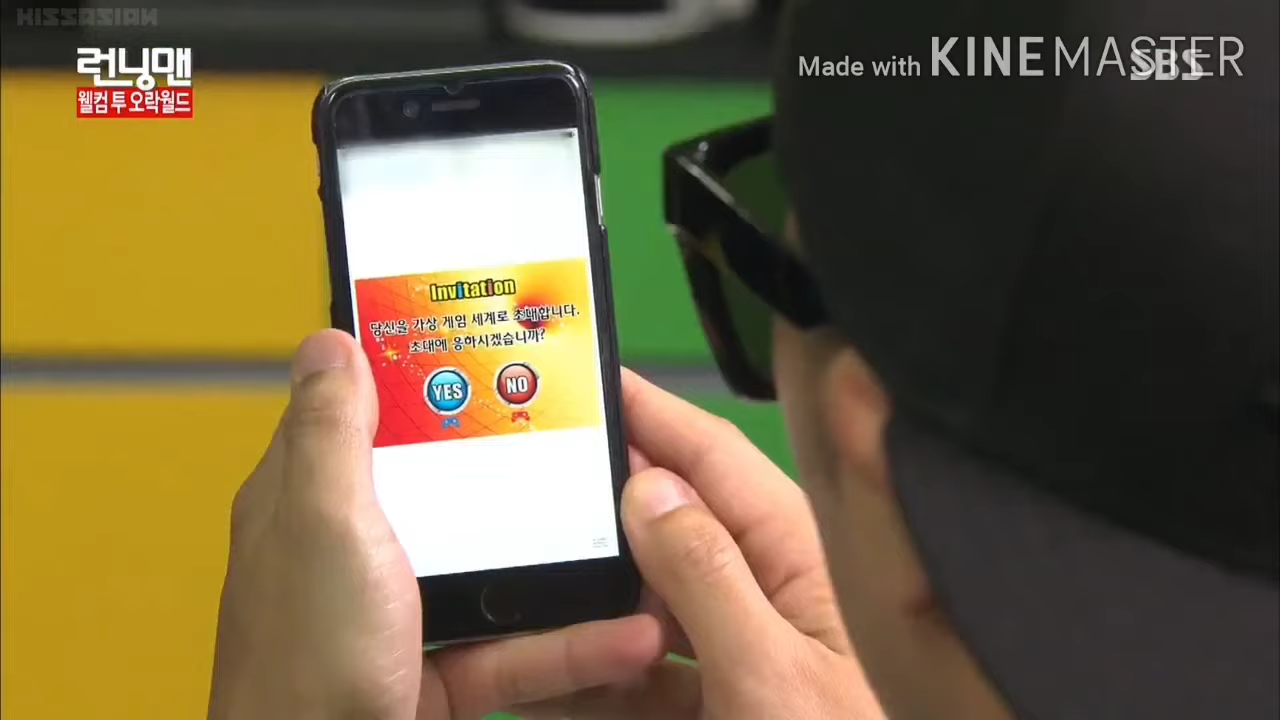 KISSASIAN
런닝맨
웰컴 투 오락월드
Made with KINEMASTER
SBS
Invitation
당신을 가상 게임 세계로 초대합니다.
초대에 응하시겠습니까?
YES NO